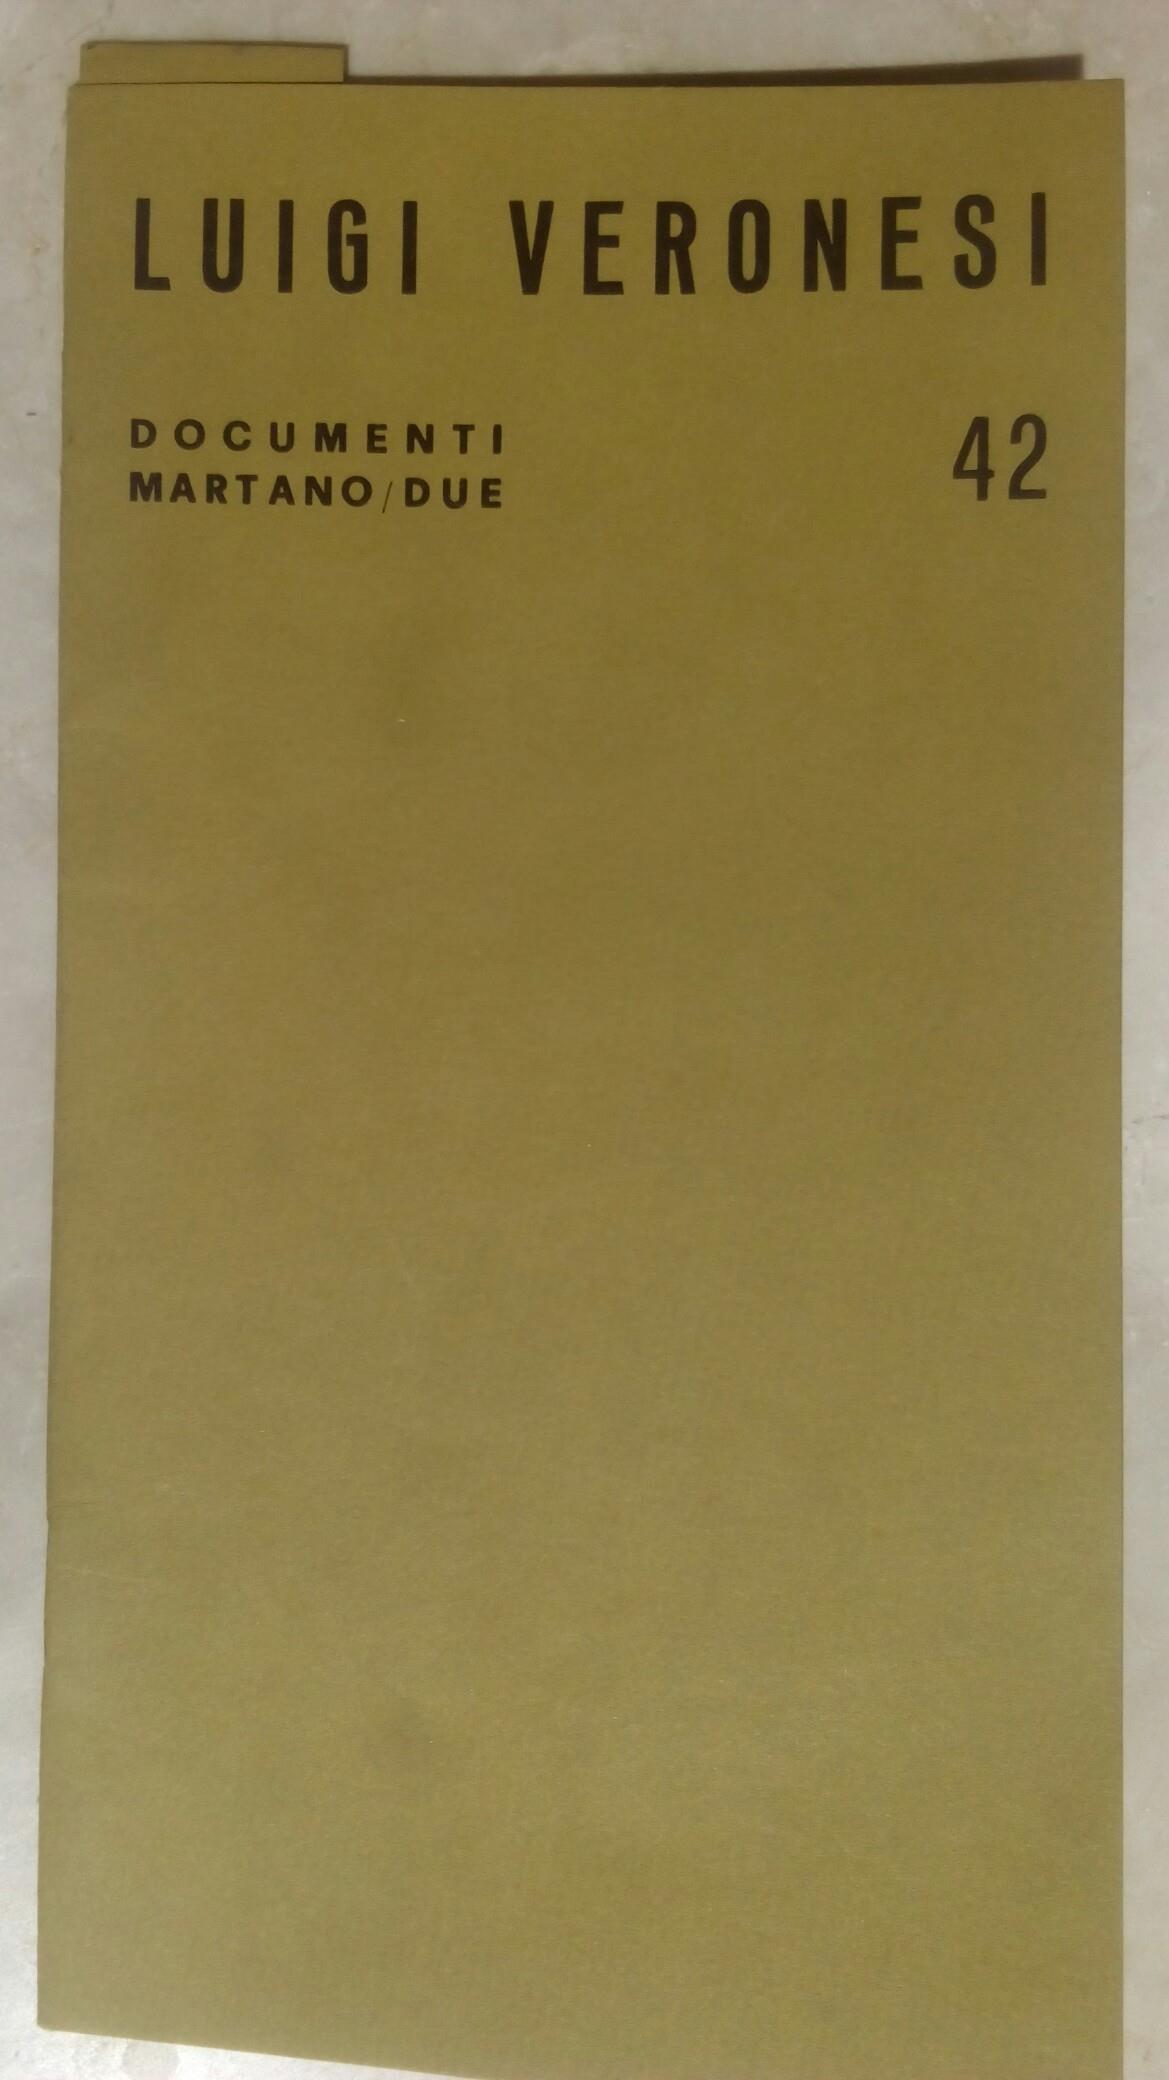 LUIGI VERONESI
DOCUMENTI
MARTANO/DUE
42